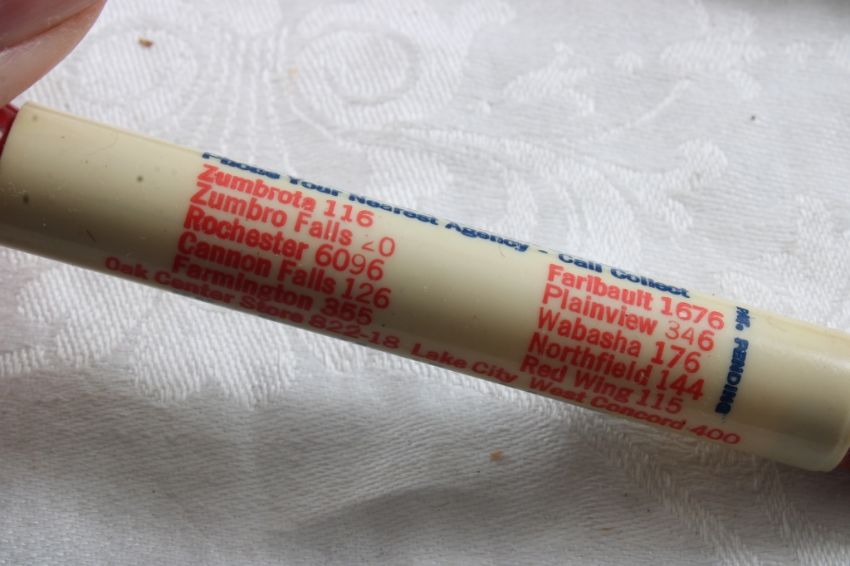 Phone Your Nearest Agency - Call Collect
Zumbrota 116
Zumbro Falls 20
Rochester 6096
Cannon Falls 126
Farmington 355
Faribault 1676
Plainview 346
Wabasha 176
Northfield 144
Red Wing 115
Oak Center Store 822-18 Lake City West Concord 400
PENDING